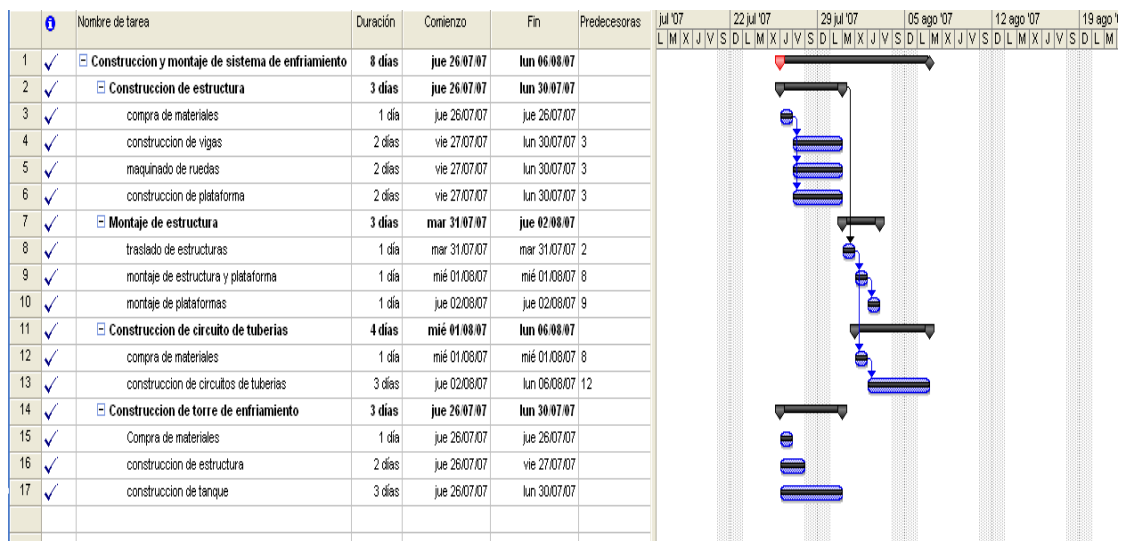 Nombre de tarea Duración Comienzo Fin Predecesoras jul '07 22 jul '07 29 jul '07 05 ago '07 12 ago '07 19 ago '
L M X J V S D L M X J V S D L M X J V S D L M X J V S D L M X J V S D L M
1 Construccion y montaje de sistema de enfriamiento 8 días jue 26/07/07 lun 06/08/07
2 Construccion de estructura 3 días jue 26/07/07 lun 30/07/07
3 compra de materiales 1 día jue 26/07/07 jue 26/07/07
4 construccion de vigas 2 días vie 27/07/07 lun 30/07/07 3
5 maquinado de ruedas 2 días vie 27/07/07 lun 30/07/07 3
6 construccion de plataforma 2 días vie 27/07/07 lun 30/07/07 3
7 Montaje de estructura 3 días mar 31/07/07 jue 02/08/07
8 traslado de estructuras 1 día mar 31/07/07 mar 31/07/07 2
9 montaje de estructura y plataforma 1 día mié 01/08/07 mié 01/08/07 8
10 montaje de plataformas 1 día jue 02/08/07 jue 02/08/07 9
11 Construccion de circuito de tuberias 4 días mié 01/08/07 lun 06/08/07
12 compra de materiales 1 día mié 01/08/07 mié 01/08/07 8
13 construccion de circuitos de tuberias 3 días jue 02/08/07 lun 06/08/07 12
14 Construccion de torre de enfriamiento 3 días jue 26/07/07 lun 30/07/07
15 Compra de materiales 1 día jue 26/07/07 jue 26/07/07
16 construccion de estructura 2 días jue 26/07/07 vie 27/07/07
17 construccion de tanque 3 días jue 26/07/07 lun 30/07/07